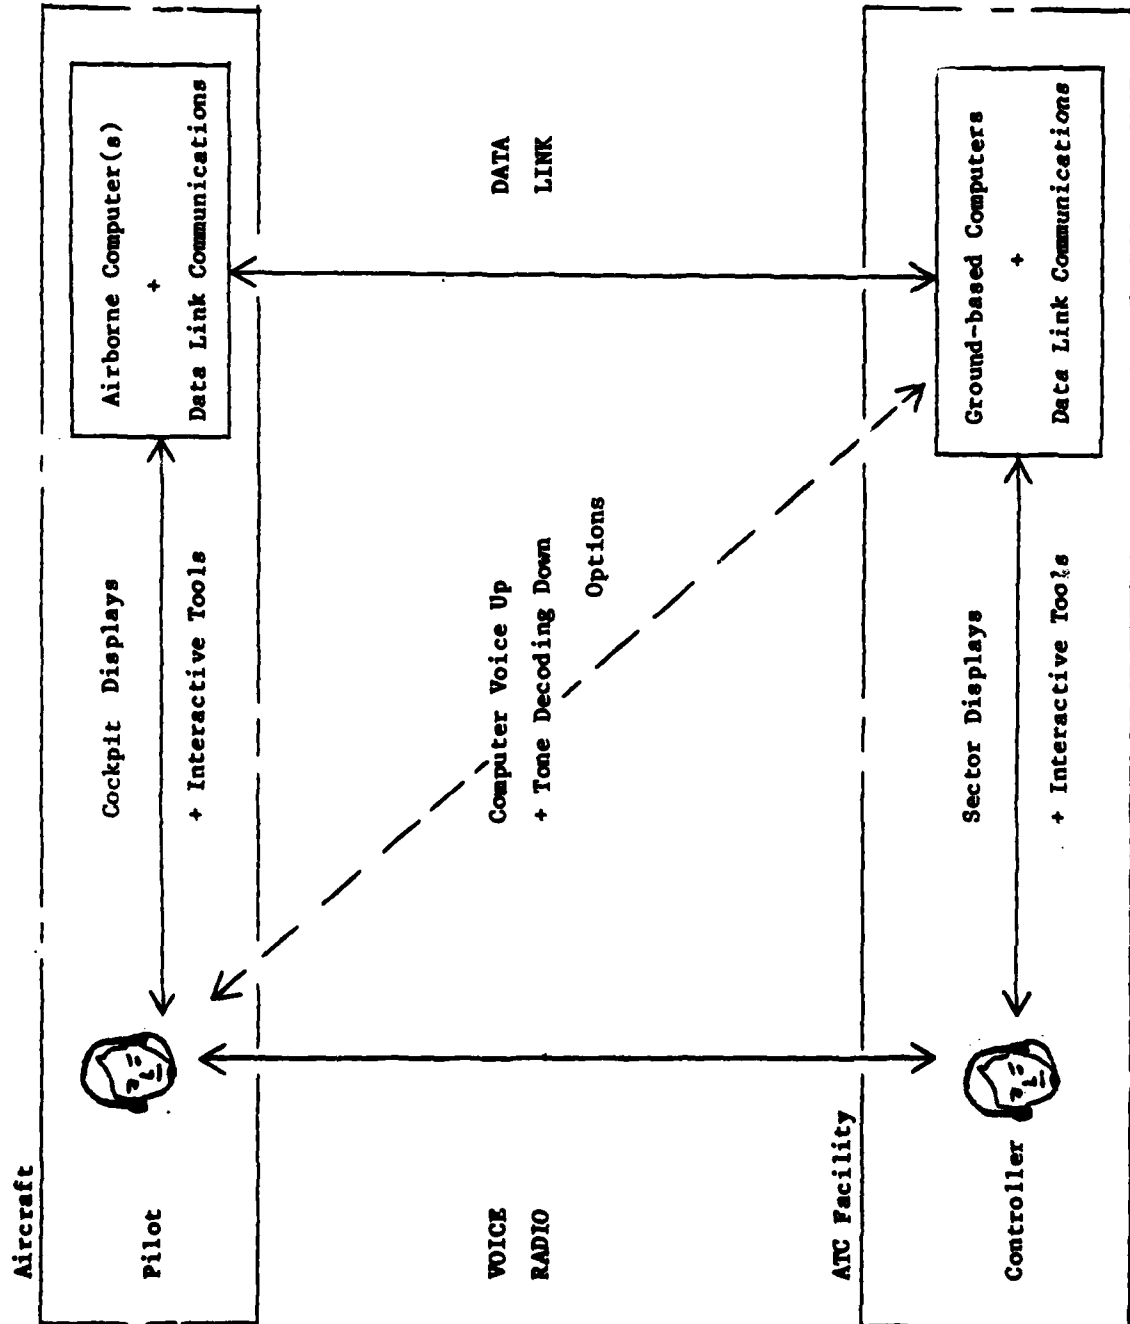 Aircraft
Pilot
Cockpit Displays
+ Interactive Tools
Airborne Computer(s)
+
Data Link Communications
VOICE
RADIO
Computer Voice Up
+ Tone Decoding Down
Options
DATA
LINK
ATC Facility
Controller
Sector Displays
+ Interactive Tools
Ground-based Computers
+
Data Link Communications